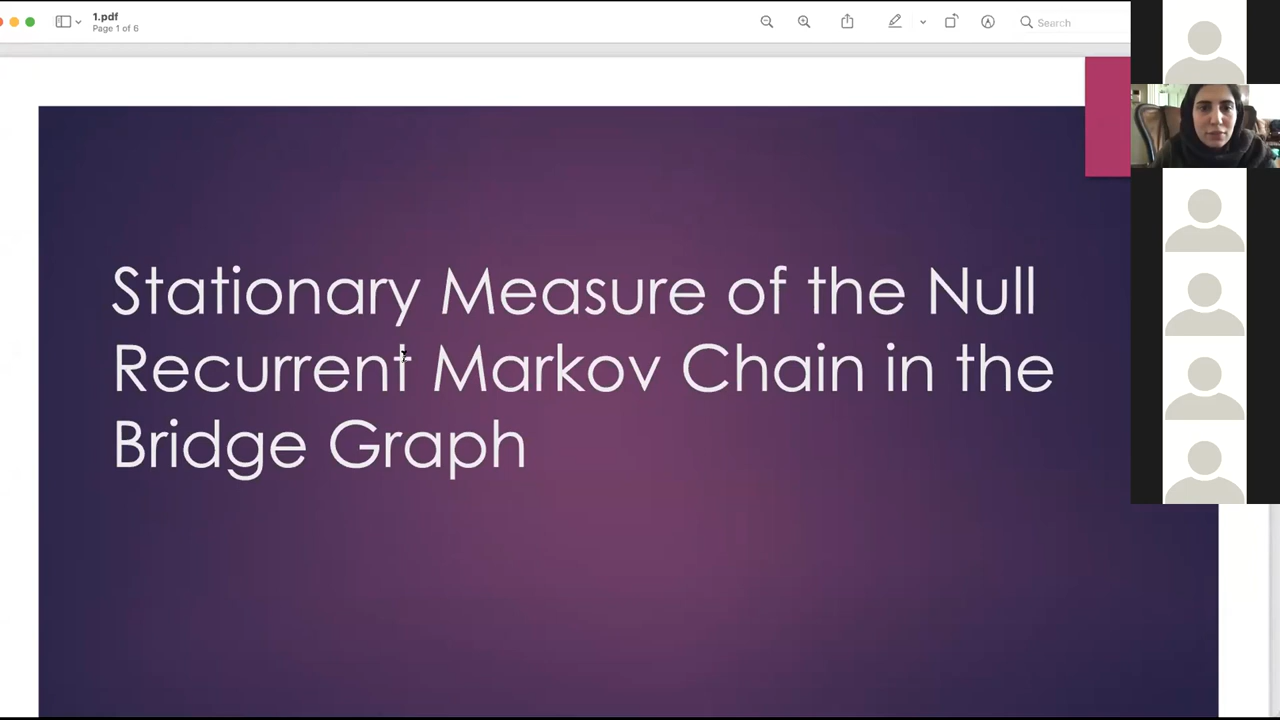 1.pdf
Page 1 of 6
Search
Stationary Measure of the Null
Recurrent Markov Chain in the
Bridge Graph